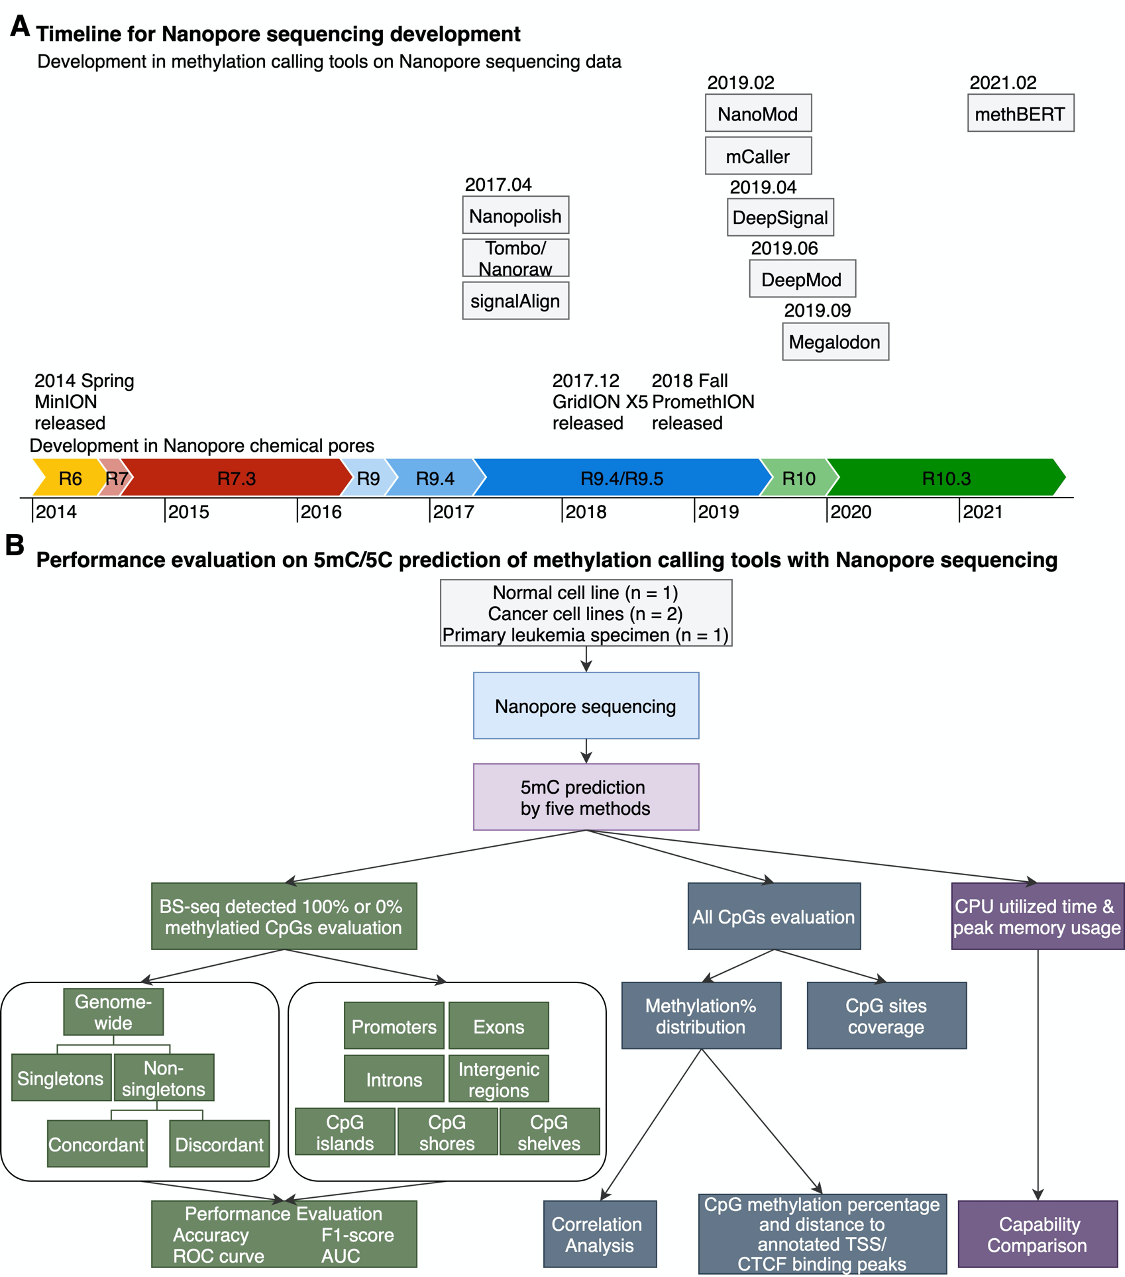 A Timeline for Nanopore sequencing development
Development in methylation calling tools on Nanopore sequencing data
2019.02
NanoMod
mCaller
2021.02
methBERT
2017.04
Nanopolish
Tombo/
Nanoraw
signalAlign
2019.04
DeepSignal
2019.06
DeepMod
2019.09
Megalodon
2014 Spring
MinION
released
2017.12
GridION X5
released
2018 Fall
PromethION
released
Development in Nanopore chemical pores
R6 R7 R7.3 R9 R9.4 R9.4/R9.5 R10 R10.3
2014 2015 2016 2017 2018 2019 2020 2021
B Performance evaluation on 5mC/5C prediction of methylation calling tools with Nanopore sequencing
Normal cell line (n = 1)
Cancer cell lines (n = 2)
Primary leukemia specimen (n = 1)
Nanopore sequencing
5mC prediction
by five methods
BS-seq detected 100% or 0%
methylatied CpGs evaluation
All CpGs evaluation
CPU utilized time &
peak memory usage
Genome-
wide
Singletons
Non-
singletons
Concordant
Discordant
Promoters
Exons
Introns
Intergenic
regions
CpG
islands
CpG
shores
CpG
shelves
Methylation%
distribution
CpG sites
coverage
Performance Evaluation
Accuracy F1-score
ROC curve AUC
Correlation
Analysis
CpG methylation percentage
and distance to
annotated TSS/
CTCF binding peaks
Capability
Comparison